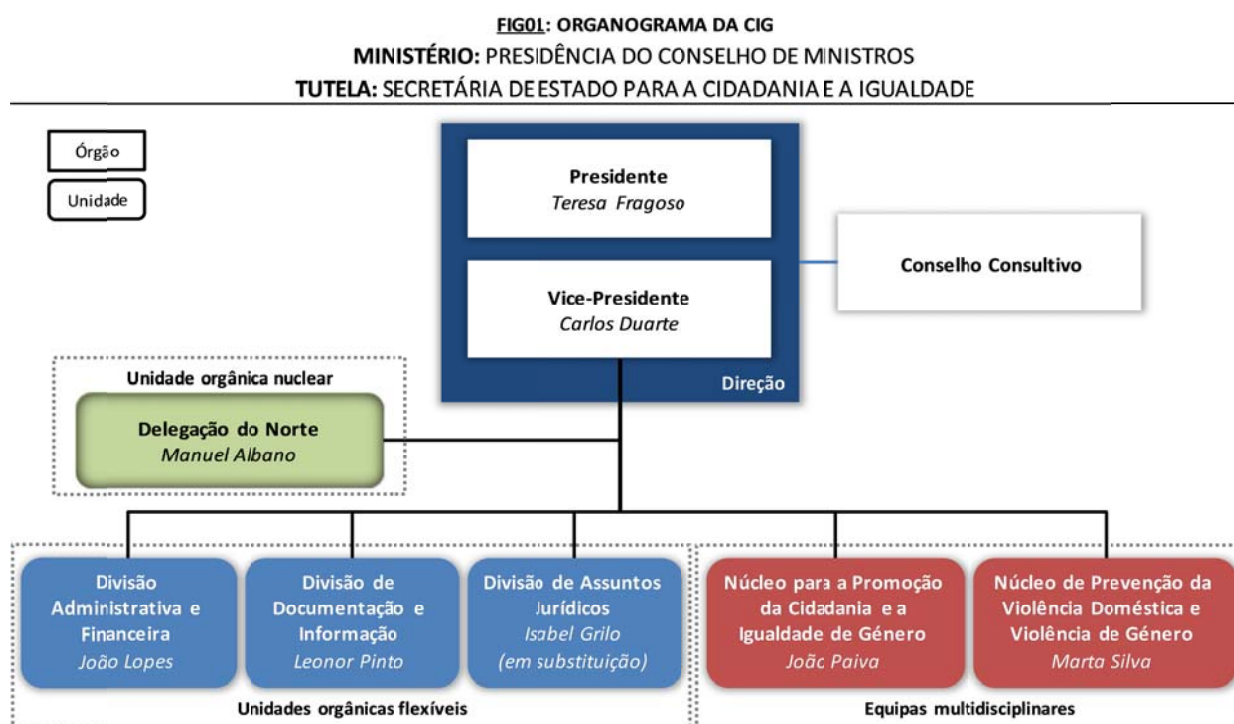 FIG01: ORGANOGRAMA DA CIG
MINISTÉRIO: PRESIDÊNCIA DO CONSELHO DE MINISTROS
TUTELA: SECRETÁRIA DE ESTADO PARA A CIDADANIA E A IGUALDADE
Órgão
Unidade
Presidente
Teresa Fragoso
Vice-Presidente
Carlos Duarte
Direção
Conselho Consultivo
Unidade orgânica nuclear
Delegação do Norte
Manuel Albano
Divisão
Administrativa e
Financeira
João Lopes
Divisão de
Documentação e
Informação
Leonor Pinto
Divisão de Assuntos
Jurídicos
Isabel Grilo
(em substituição)
Unidades orgânicas flexíveis
Núcleo para a Promoção
da Cidadania e a
Igualdade de Género
João Paiva
Núcleo de Prevenção da
Violência Doméstica e
Violência de Género
Marta Silva
Equipas multidisciplinares